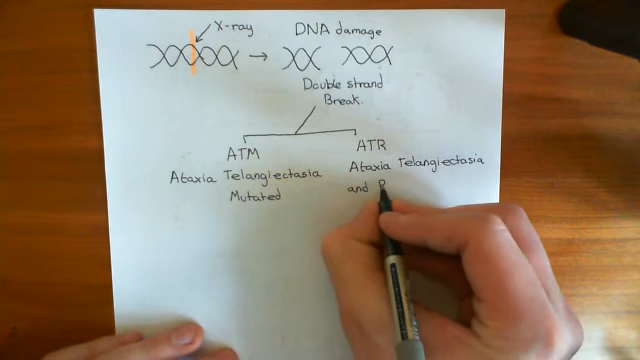 X-ray
DNA damage
Double strand
Break.
ATM
Ataxia Telangiectasia
Mutated
ATR
Ataxia Telangiectasia
and